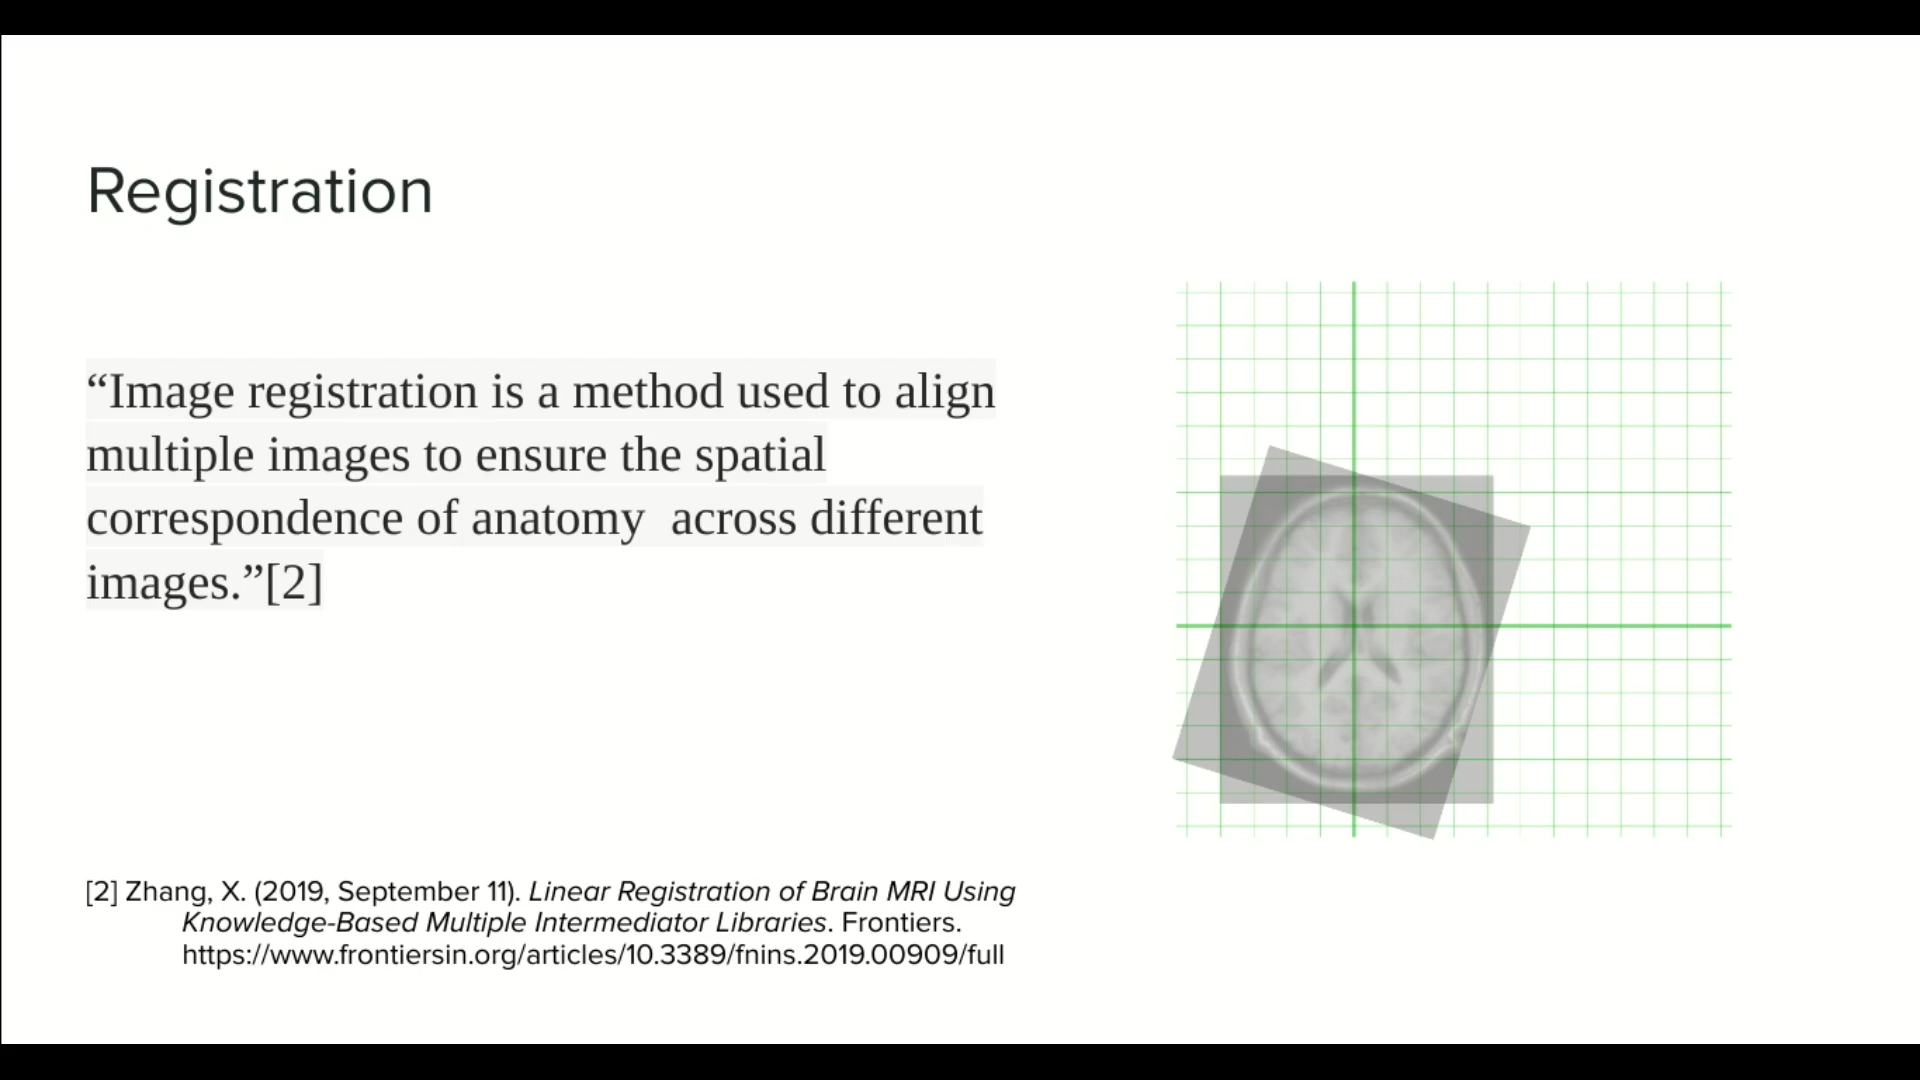 Registration
“Image registration is a method used to align
multiple images to ensure the spatial
correspondence of anatomy  across different
images.”[2]
[2] Zhang, X. (2019, September 11). Linear Registration of Brain MRI Using
Knowledge-Based Multiple Intermediator Libraries. Frontiers.
https://www.frontiersin.org/articles/10.3389/fnins.2019.00909/full